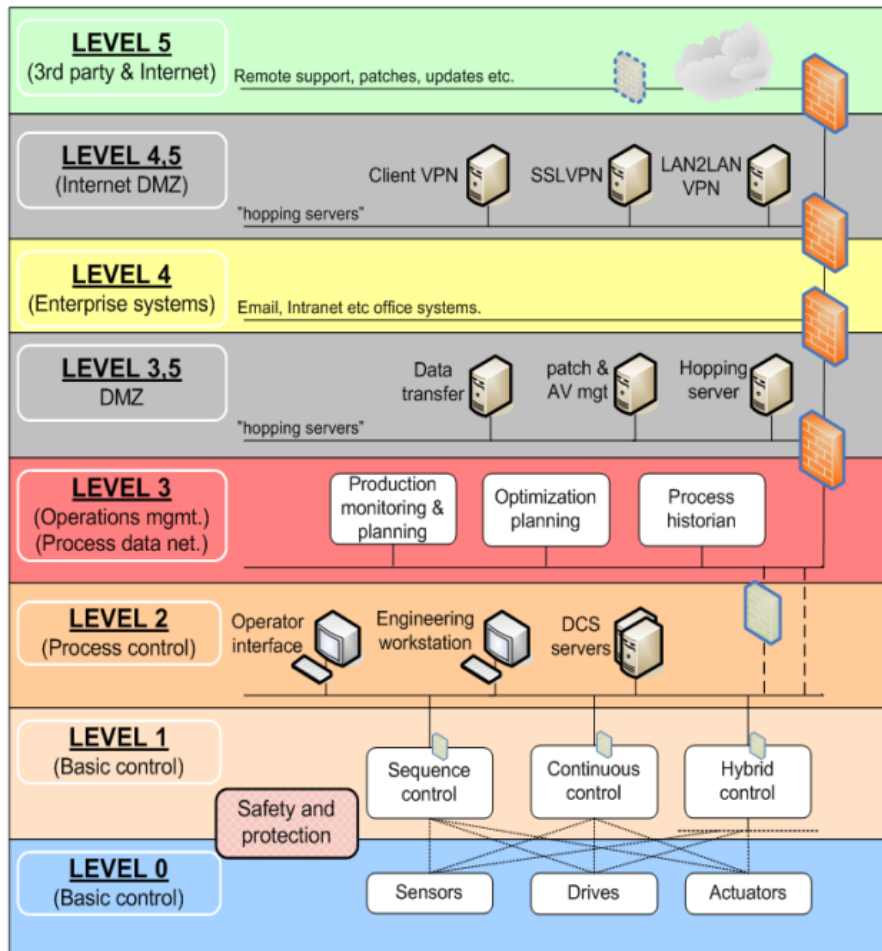 LEVEL 5
(3rd party & Internet)
Remote support, patches, updates etc.
LEVEL 4,5
(Internet DMZ)
Client VPN
SSLVPN
LAN2LAN
VPN
"hopping servers"
LEVEL 4
(Enterprise systems)
Email, Intranet etc office systems.
LEVEL 3,5
DMZ
Data
transfer
patch &
AV mgt
Hopping
server
"hopping servers"
LEVEL 3
(Operations mgmt.)
(Process data net.)
Production
monitoring &
planning
Optimization
planning
Process
historian
LEVEL 2
(Process control)
Operator
interface
Engineering
workstation
DCS
servers
LEVEL 1
(Basic control)
Sequence
control
Continuous
control
Hybrid
control
Safety and
protection
LEVEL 0
(Basic control)
Sensors
Drives
Actuators